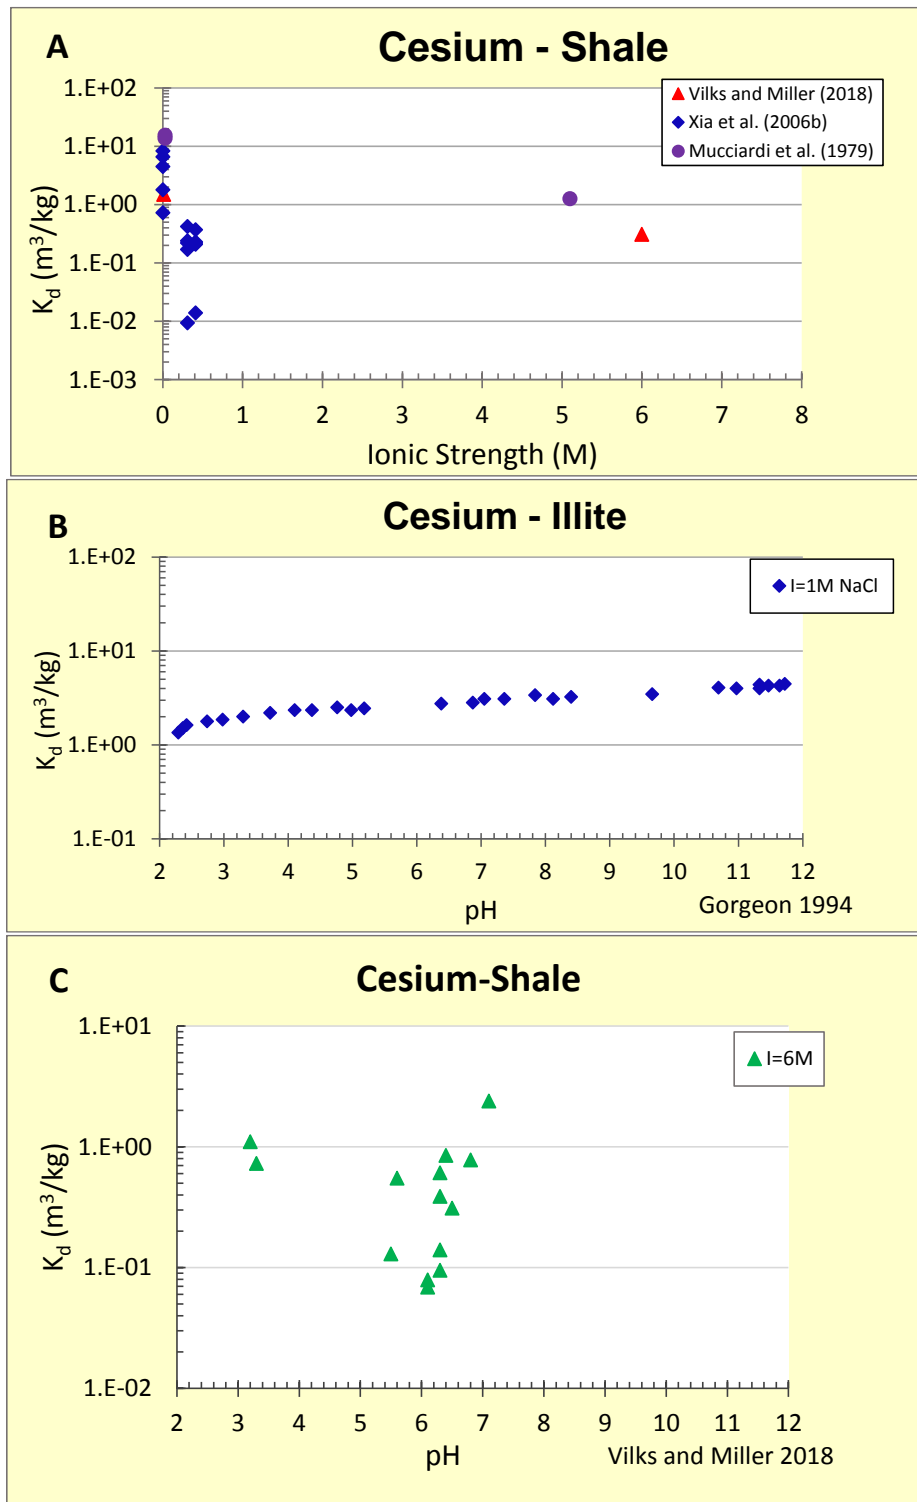 A
Cesium - Shale
Vilks and Miller (2018)
Xia et al. (2006b)
Mucciardi et al. (1979)
1.E+02
1.E+01
1.E+00
1.E-01
1.E-02
1.E-03
K_d (m³/kg)
0 1 2 3 4 5 6 7 8
Ionic Strength (M)
B
Cesium - Illite
I=1M NaCl
1.E+02
1.E+01
1.E+00
1.E-01
K_d (m³/kg)
2 3 4 5 6 7 8 9 10 11 12
pH
Gorgeon 1994
C
Cesium-Shale
I=6M
1.E+01
1.E+00
1.E-01
1.E-02
K_d (m³/kg)
2 3 4 5 6 7 8 9 10 11 12
pH
Vilks and Miller 2018